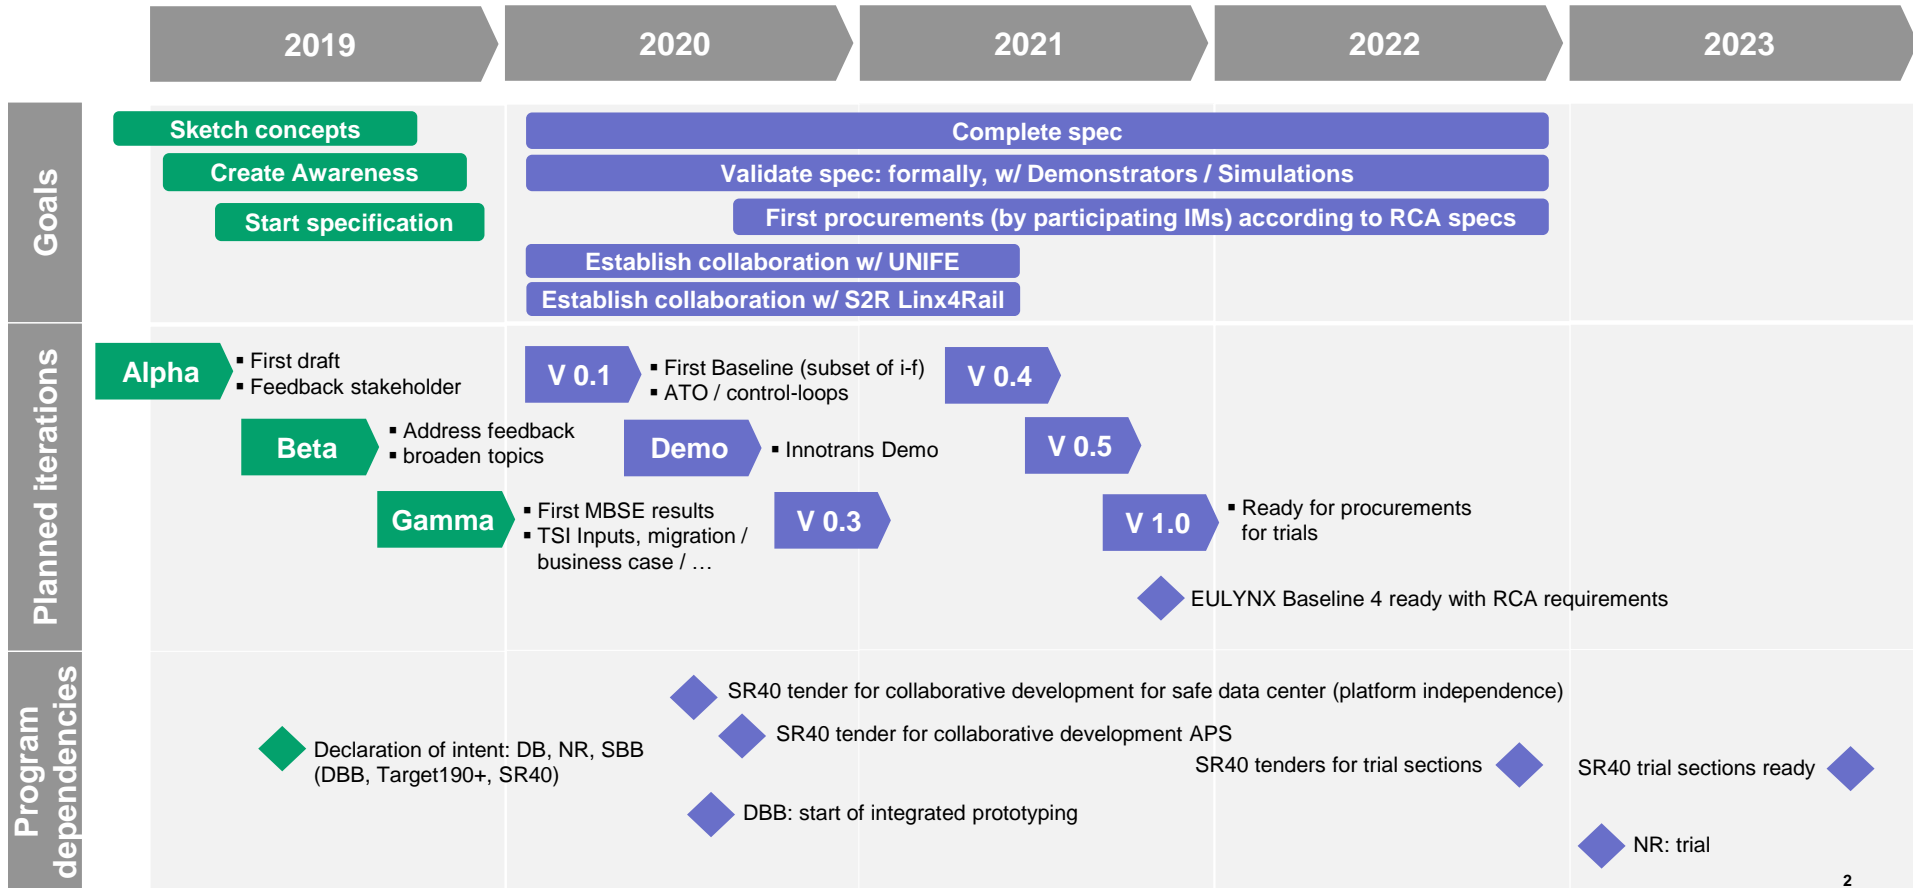 2019
2020
2021
2022
2023
Goals
Sketch concepts
Create Awareness
Start specification
Complete spec
Validate spec: formally, w/ Demonstrators / Simulations
First procurements (by participating IMs) according to RCA specs
Establish collaboration w/ UNIFE
Establish collaboration w/ S2R Linx4Rail
Planned iterations
Alpha
▪ First draft
▪ Feedback stakeholder
Beta
▪ Address feedback
▪ broaden topics
Gamma
▪ First MBSE results
▪ TSI Inputs, migration /
business case / …
V 0.1
▪ First Baseline (subset of i-f)
▪ ATO / control-loops
Demo
▪ Innotrans Demo
V 0.3
V 0.4
V 0.5
V 1.0
▪ Ready for procurements
for trials
EULYNX Baseline 4 ready with RCA requirements
Program
dependencies
Declaration of intent: DB, NR, SBB
(DBB, Target190+, SR40)
SR40 tender for collaborative development for safe data center (platform independence)
SR40 tender for collaborative development APS
SR40 tenders for trial sections
SR40 trial sections ready
DBB: start of integrated prototyping
NR: trial
2